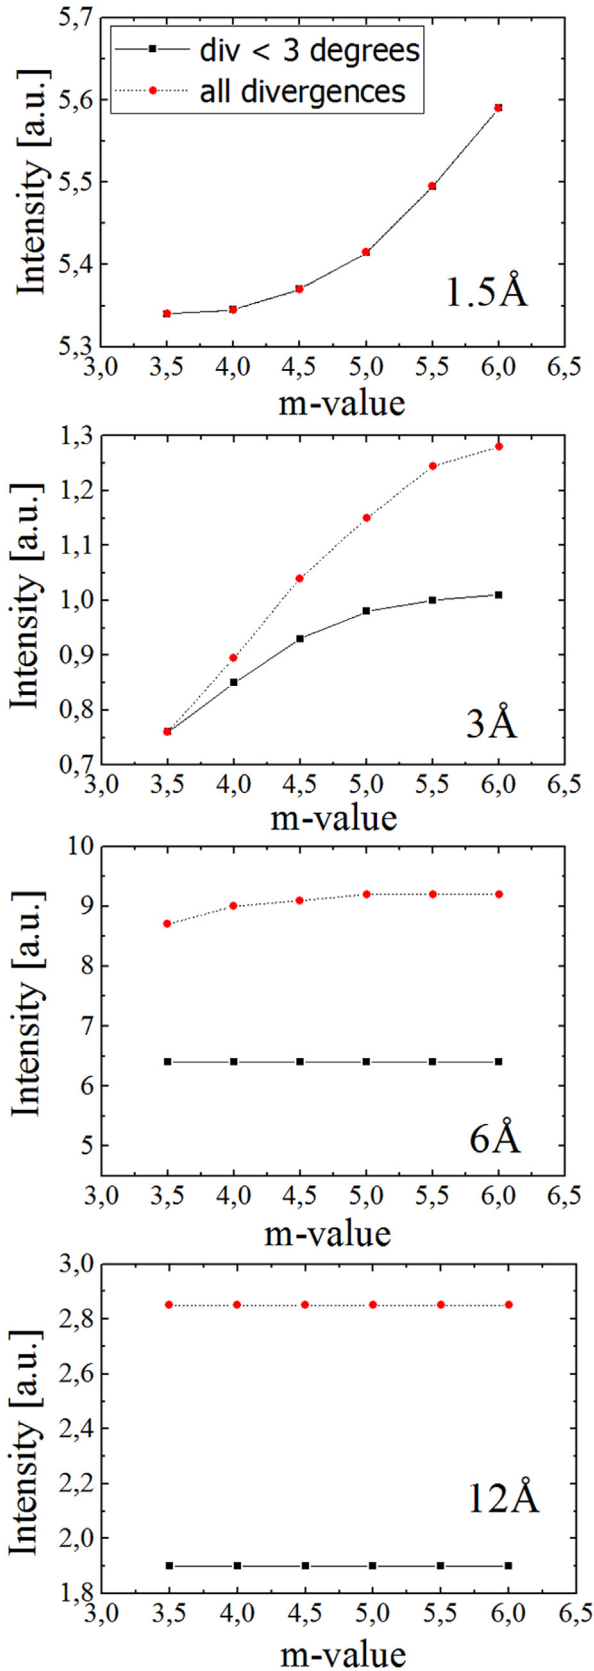 5,7
div < 3 degrees
all divergences
5,6
5,5
5,4
5,3
Intensity [a.u.]
1.5Å
3,0 3,5 4,0 4,5 5,0 5,5 6,0 6,5
m-value
1,3
1,2
1,1
1,0
0,9
0,8
0,7
Intensity [a.u.]
3Å
3,0 3,5 4,0 4,5 5,0 5,5 6,0 6,5
m-value
10
9
8
7
6
5
Intensity [a.u.]
6Å
3,0 3,5 4,0 4,5 5,0 5,5 6,0 6,5
m-value
3,0
2,8
2,6
2,4
2,2
2,0
1,8
Intensity [a.u.]
12Å
3,0 3,5 4,0 4,5 5,0 5,5 6,0 6,5
m-value